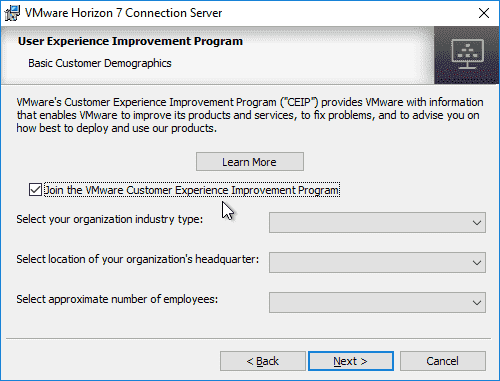 VMware Horizon 7 Connection Server
User Experience Improvement Program
Basic Customer Demographics
VMware's Customer Experience Improvement Program ("CEIP") provides VMware with information
that enables VMware to improve its products and services, to fix problems, and to advise you on
how best to deploy and use our products.
Learn More
Join the VMware Customer Experience Improvement Program
Select your organization industry type:
Select location of your organization's headquarter:
Select approximate number of employees:
< Back
Next >
Cancel